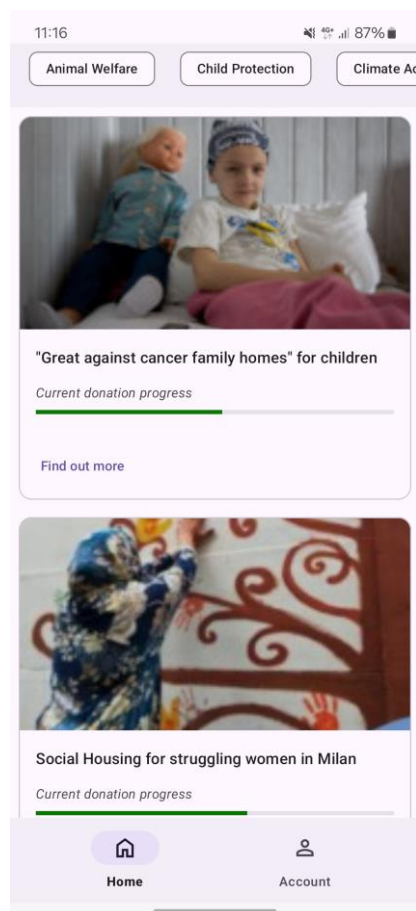 11:16
4G+ 87%
Animal Welfare Child Protection Climate Ac
"Great against cancer family homes" for children
Current donation progress
Find out more
Social Housing for struggling women in Milan
Current donation progress
Home Account